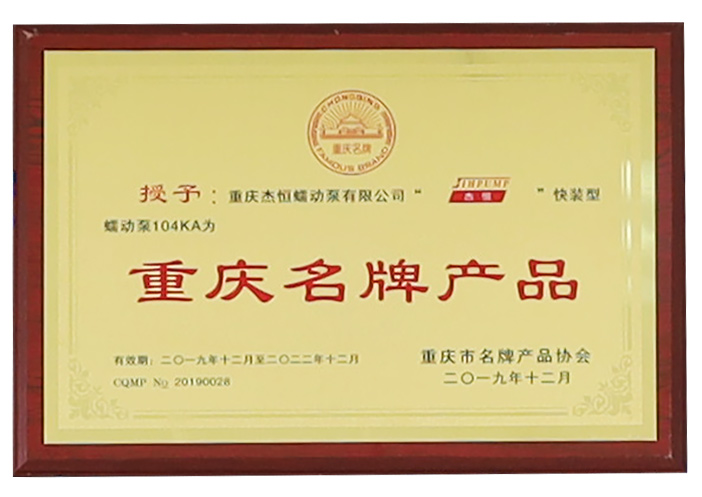 CHONGQING
重庆名牌
FAMOUS BRAND
授予：重庆杰恒蠕动泵有限公司“ JIHPUMP 杰恒 ”快装型
蠕动泵104KA为
重庆名牌产品
有效期：二〇一九年十二月至二〇二二年十二月
CQMP No 20190028
重庆市名牌产品协会
二〇一九年十二月